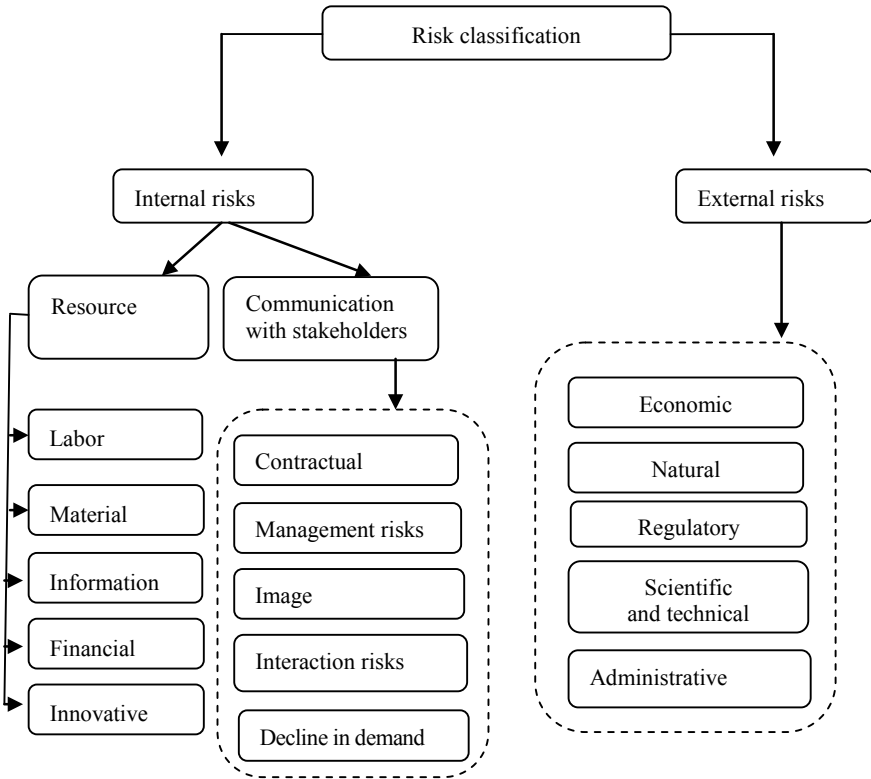 Risk classification
Internal risks
External risks
Resource
Communication
with stakeholders
Labor
Material
Information
Financial
Innovative
Contractual
Management risks
Image
Interaction risks
Decline in demand
Economic
Natural
Regulatory
Scientific
and technical
Administrative